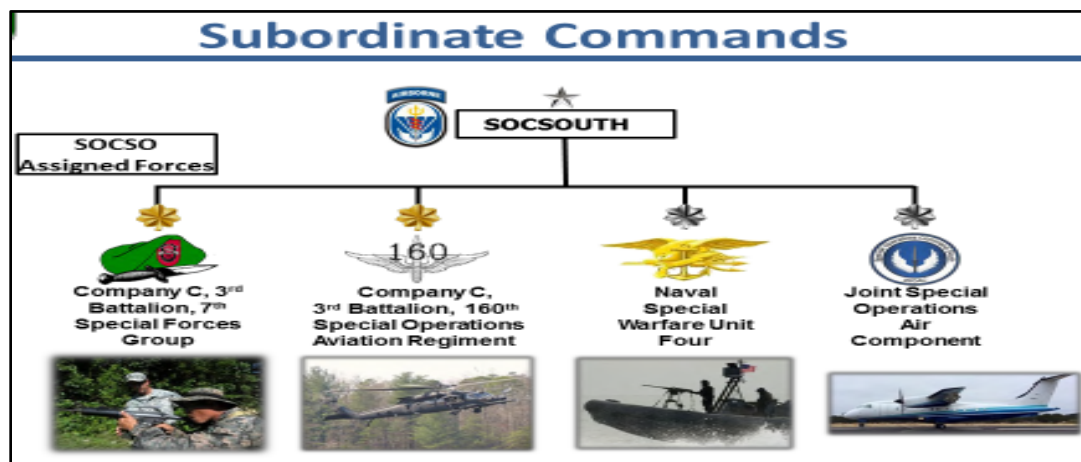 Subordinate Commands
AIRBORNE
SOCSOUTH
SOCSO
Assigned Forces
160
Company C, 3rd
Battalion, 7th
Special Forces
Group
Company C,
3rd Battalion, 160th
Special Operations
Aviation Regiment
Naval
Special
Warfare Unit
Four
Joint Special
Operations
Air
Component